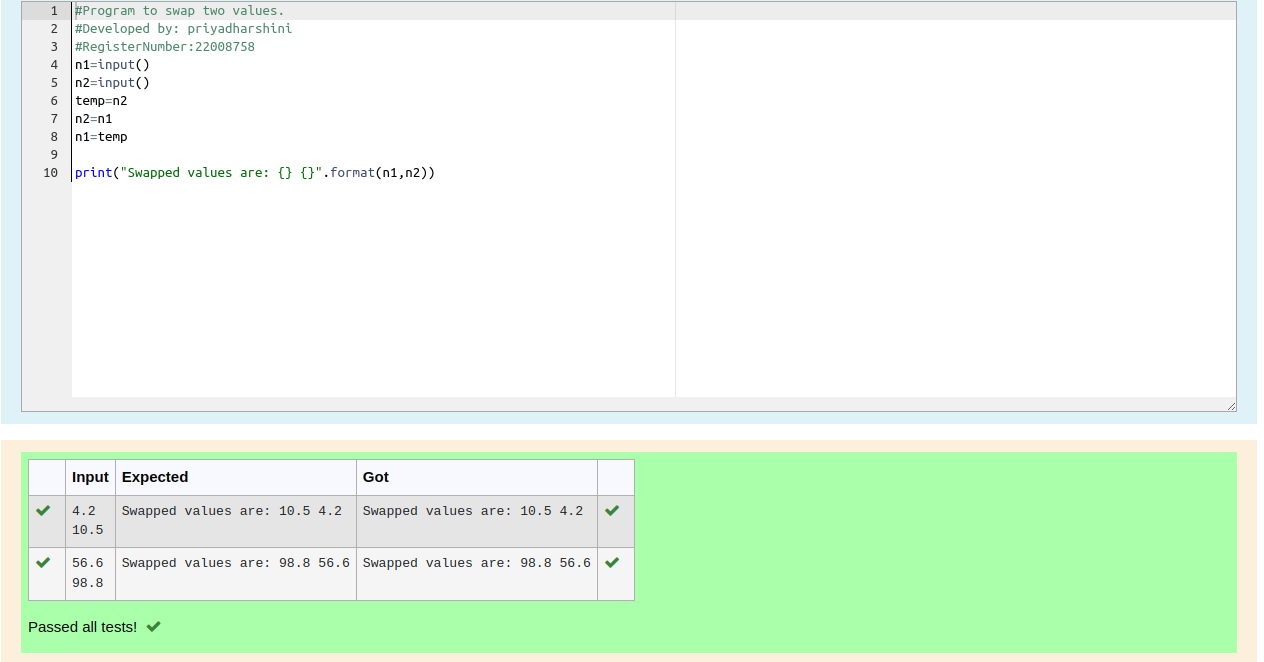 1 #Program to swap two values.
2 #Developed by: priyadharshini
3 #RegisterNumber:22008758
4 n1=input()
5 n2=input()
6 temp=n2
7 n2=n1
8 n1=temp
9
10 print("Swapped values are: {} {}".format(n1,n2))
Input Expected Got
4.2 Swapped values are: 10.5 4.2 Swapped values are: 10.5 4.2
10.5
56.6 Swapped values are: 98.8 56.6 Swapped values are: 98.8 56.6
98.8
Passed all tests!